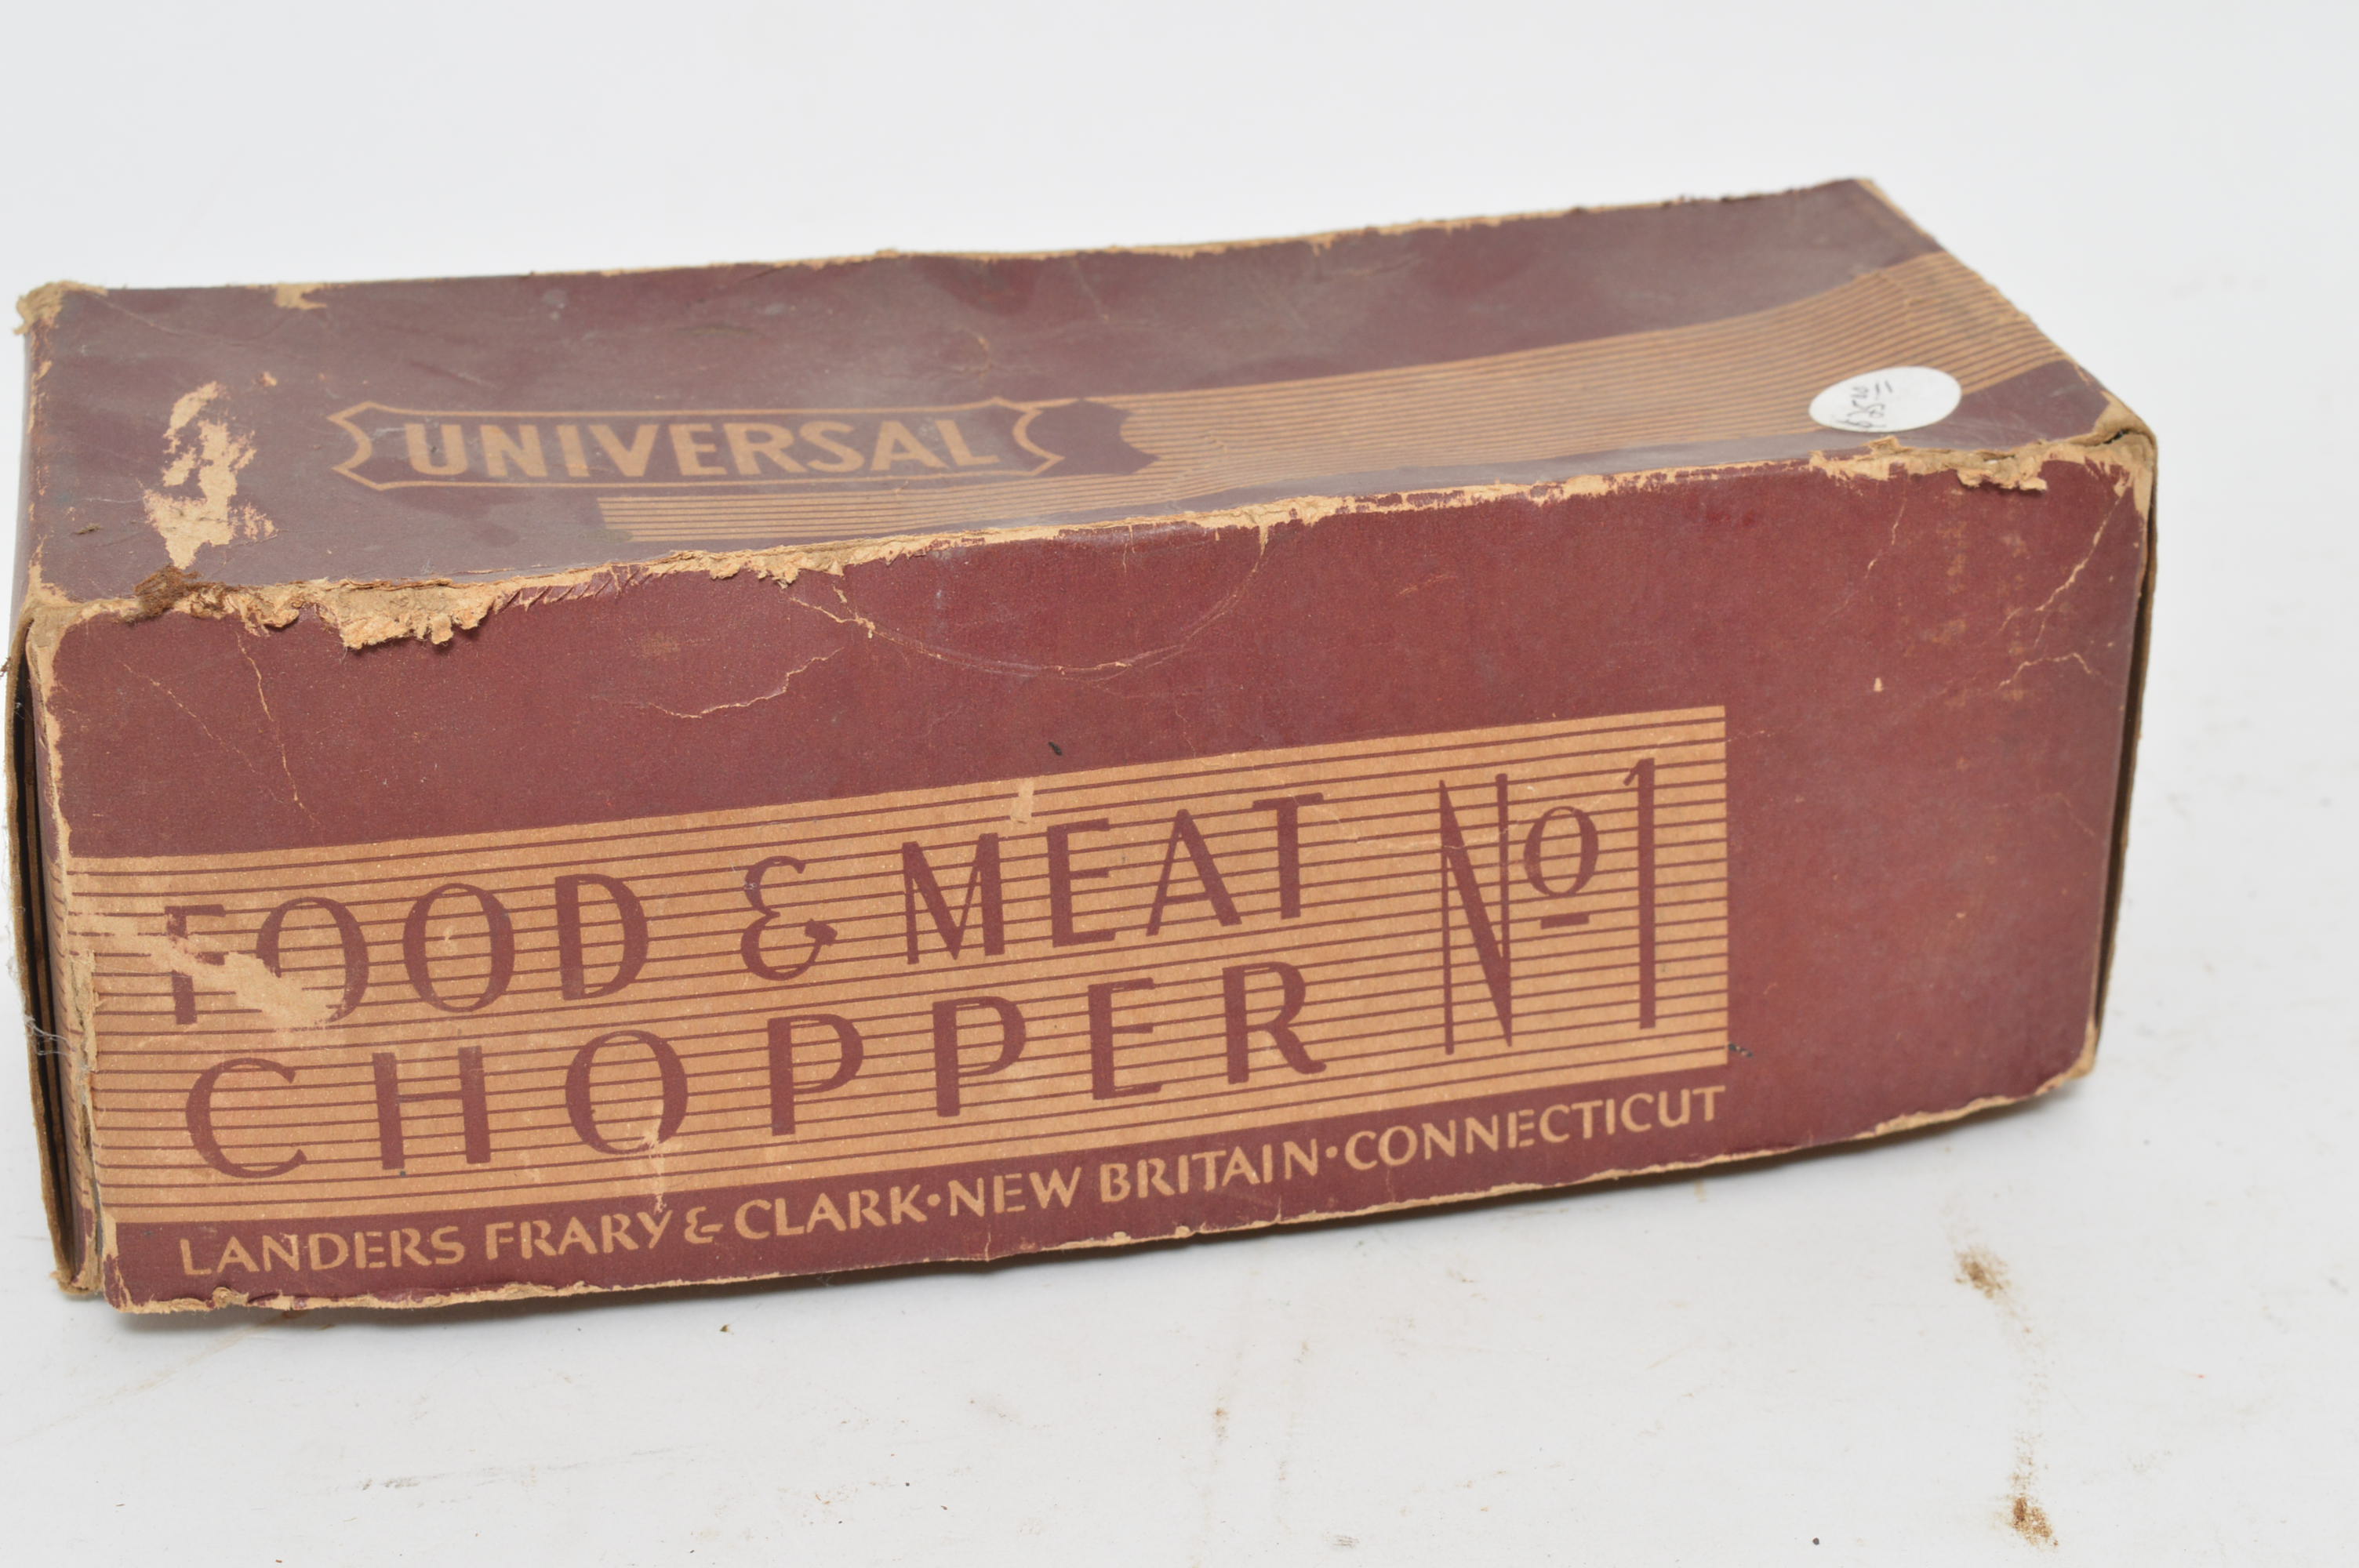 UNIVERSAL
FOOD & MEAT
CHOPPER Nº 1
LANDERS FRARY & CLARK·NEW BRITAIN·CONNECTICUT